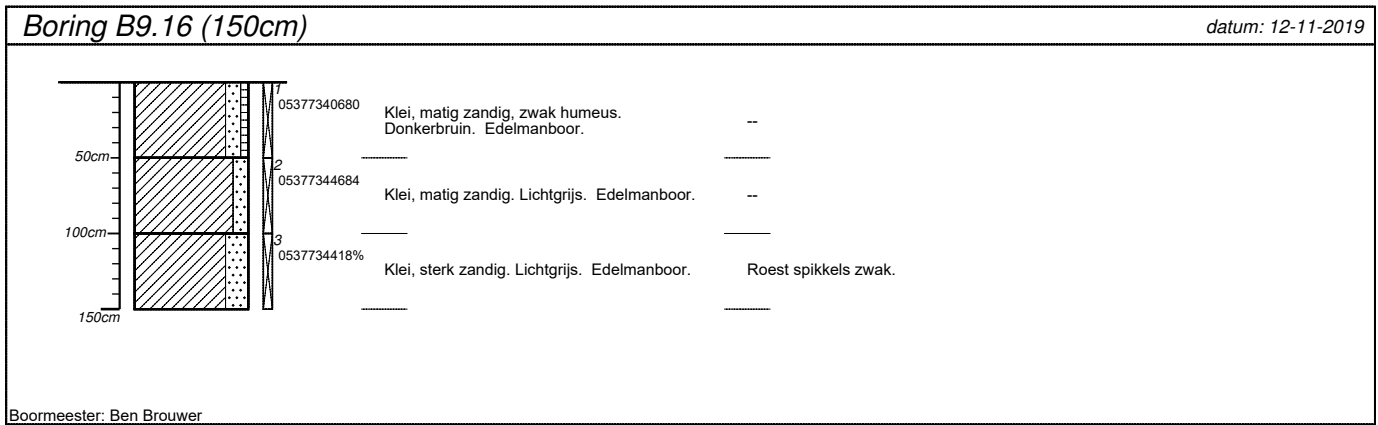 Boring B9.16 (150cm)
datum: 12-11-2019
1
05377340680
Klei, matig zandig, zwak humeus.
Donkerbruin. Edelmanboor.
--
50cm
2
05377344684
Klei, matig zandig. Lichtgrijs. Edelmanboor.
--
100cm
3
0537734418%
Klei, sterk zandig. Lichtgrijs. Edelmanboor.
Roest spikkels zwak.
150cm
Boormeester: Ben Brouwer